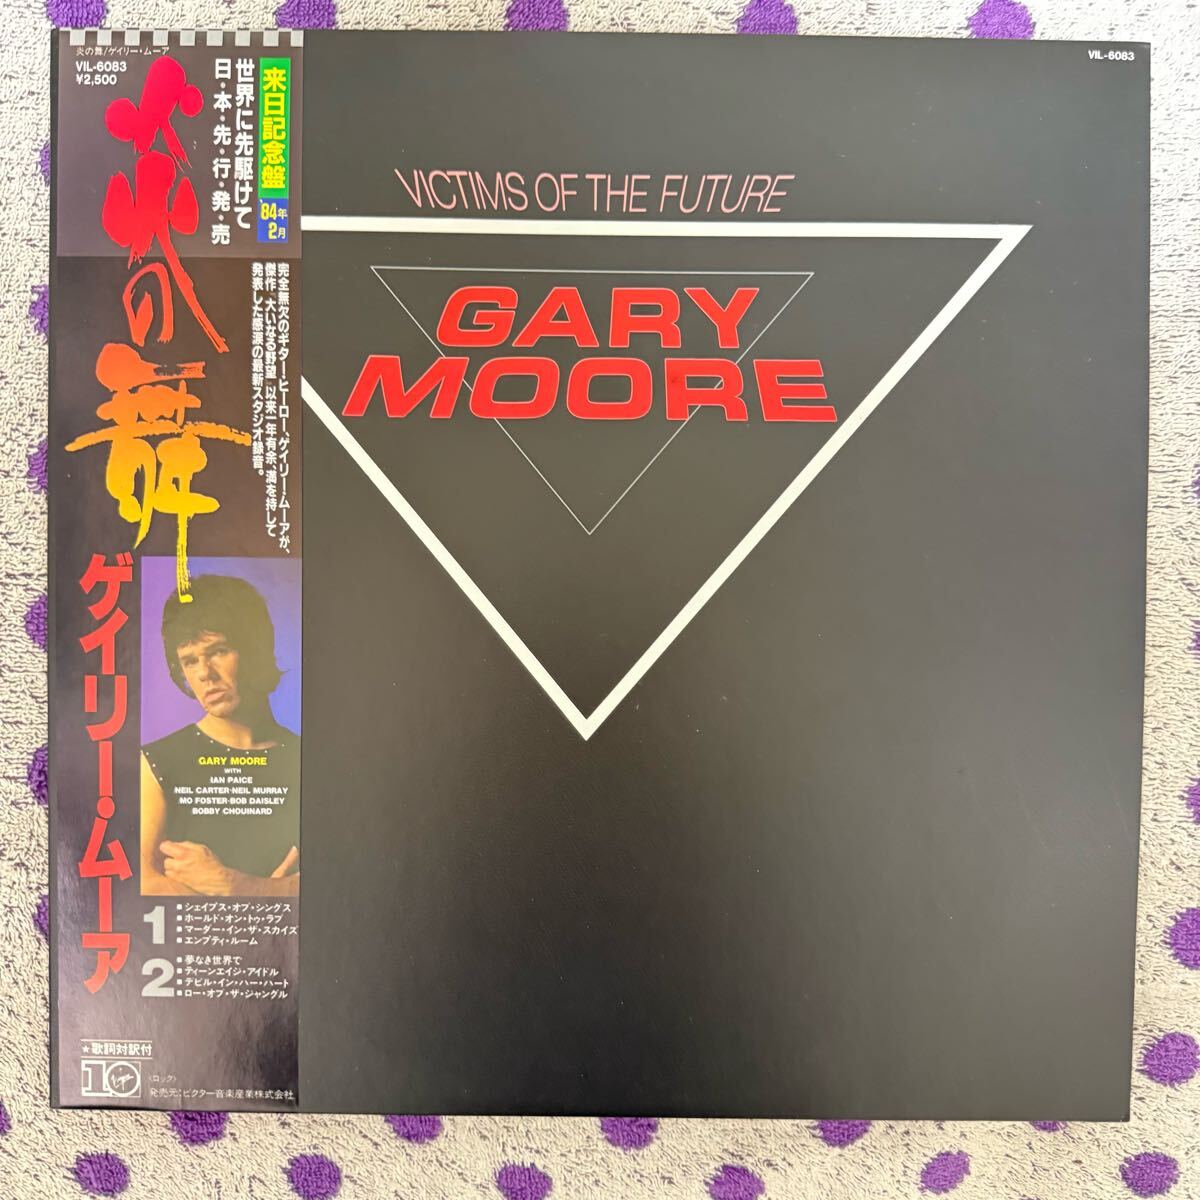 炎の舞/ゲイリー・ムーア
VIL-6083
¥2,500
炎の舞
ゲイリー・ムーア
来日記念盤
'84年
2月
世界に先駆けて
日・本・先・行・発・売
完全無欠のギター・ヒーロー、ゲイリー・ムーアが、
傑作「大いなる野望」以来一年有余、満を持して
発表した感涙の最新スタジオ録音。
GARY MOORE
WITH
IAN PAICE
NEIL CARTER·NEIL MURRAY
MO FOSTER·BOB DAISLEY
BOBBY CHOUINARD
1
■シェイプス・オブ・シングス
■ホールド・オン・トゥ・ラブ
■マーダー・イン・ザ・スカイズ
■エンプティ・ルーム
2
■夢なき世界で
■ティーンエイジ・アイドル
■デビル・イン・ハー・ハート
■ロー・オブ・ザ・ジャングル
★歌詞対訳付
10
Virgin
〈ロック〉
発売元:ビクター音楽産業株式会社
VIL-6083
VICTIMS OF THE FUTURE
GARY
MOORE